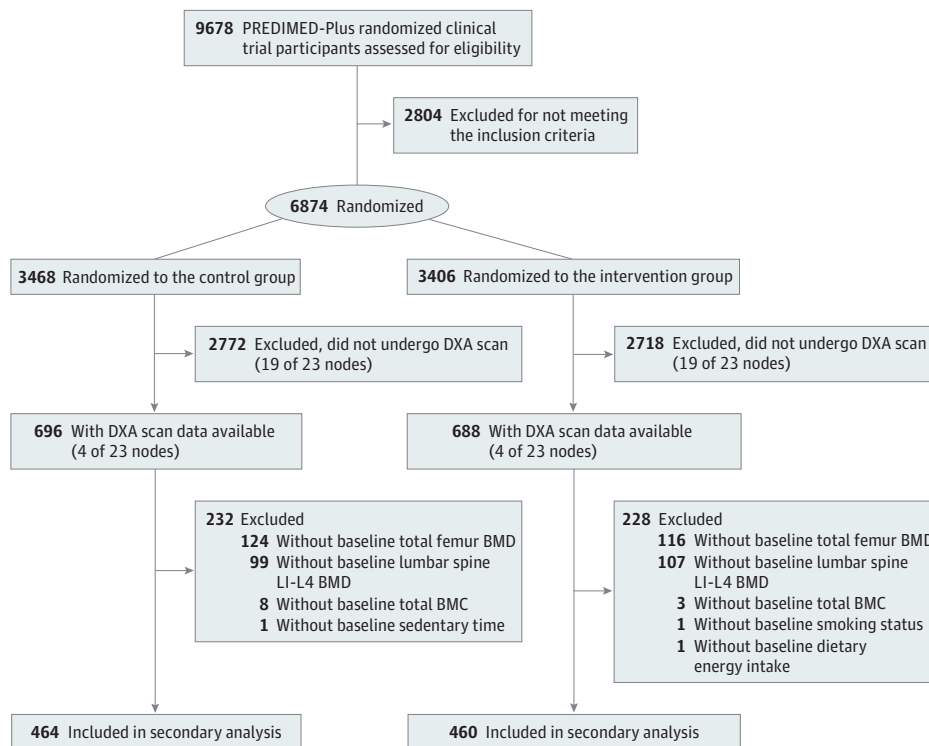 9678 PREDIMED-Plus randomized clinical
trial participants assessed for eligibility
2804 Excluded for not meeting
the inclusion criteria
6874 Randomized
3468 Randomized to the control group
3406 Randomized to the intervention group
2772 Excluded, did not undergo DXA scan
(19 of 23 nodes)
2718 Excluded, did not undergo DXA scan
(19 of 23 nodes)
696 With DXA scan data available
(4 of 23 nodes)
688 With DXA scan data available
(4 of 23 nodes)
232 Excluded
124 Without baseline total femur BMD
99 Without baseline lumbar spine
LI-L4 BMD
8 Without baseline total BMC
1 Without baseline sedentary time
228 Excluded
116 Without baseline total femur BMD
107 Without baseline lumbar spine
LI-L4 BMD
3 Without baseline total BMC
1 Without baseline smoking status
1 Without baseline dietary
energy intake
464 Included in secondary analysis
460 Included in secondary analysis